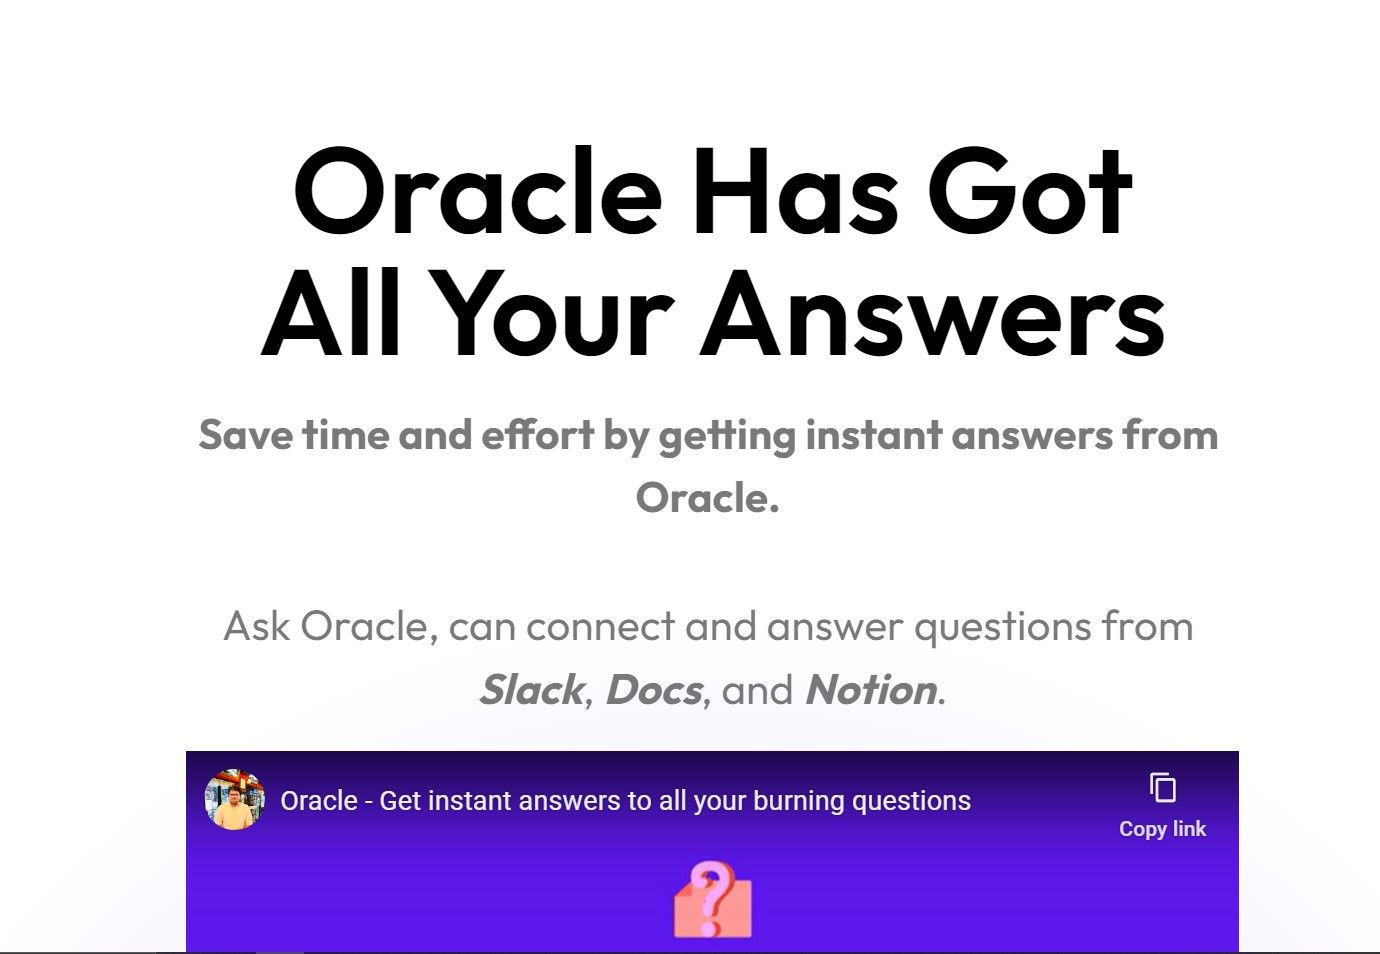 Oracle Has Got
All Your Answers
Save time and effort by getting instant answers from
Oracle.
Ask Oracle, can connect and answer questions from
Slack, Docs, and Notion.
Oracle - Get instant answers to all your burning questions
Copy link
?